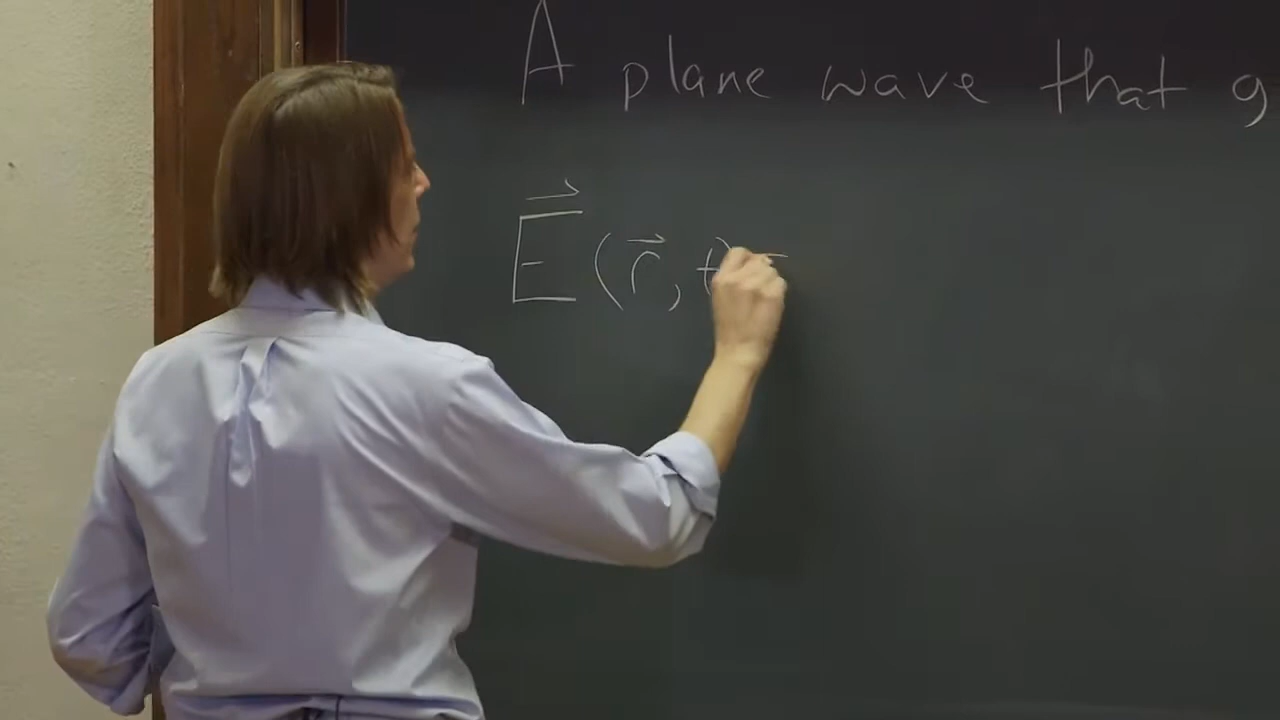 A plane wave that g
E⃗ (r⃗, t) =